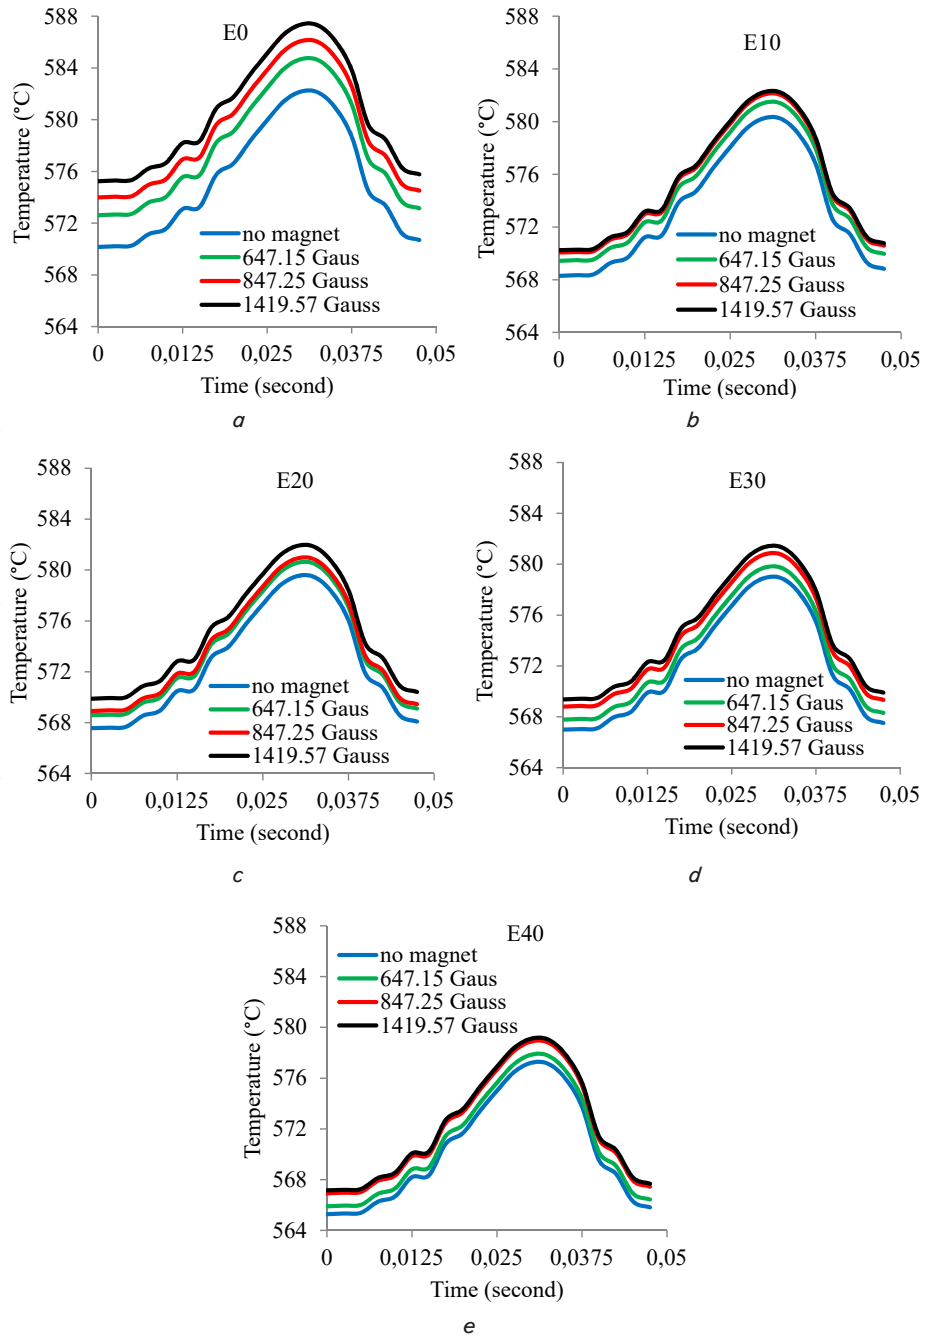 E0
588
584
580
576
572
568
564
Temperature (°C)
no magnet
647.15 Gaus
847.25 Gauss
1419.57 Gauss
0 0,0125 0,025 0,0375 0,05
Time (second)
a
E10
588
584
580
576
572
568
564
Temperature (°C)
no magnet
647.15 Gaus
847.25 Gauss
1419.57 Gauss
0 0,0125 0,025 0,0375 0,05
Time (second)
b
E20
588
584
580
576
572
568
564
Temperature (°C)
no magnet
647.15 Gaus
847.25 Gauss
1419.57 Gauss
0 0,0125 0,025 0,0375 0,05
Time (second)
c
E30
588
584
580
576
572
568
564
Temperature (°C)
no magnet
647.15 Gaus
847.25 Gauss
1419.57 Gauss
0 0,0125 0,025 0,0375 0,05
Time (second)
d
E40
588
584
580
576
572
568
564
Temperature (°C)
no magnet
647.15 Gaus
847.25 Gauss
1419.57 Gauss
0 0,0125 0,025 0,0375 0,05
Time (second)
e